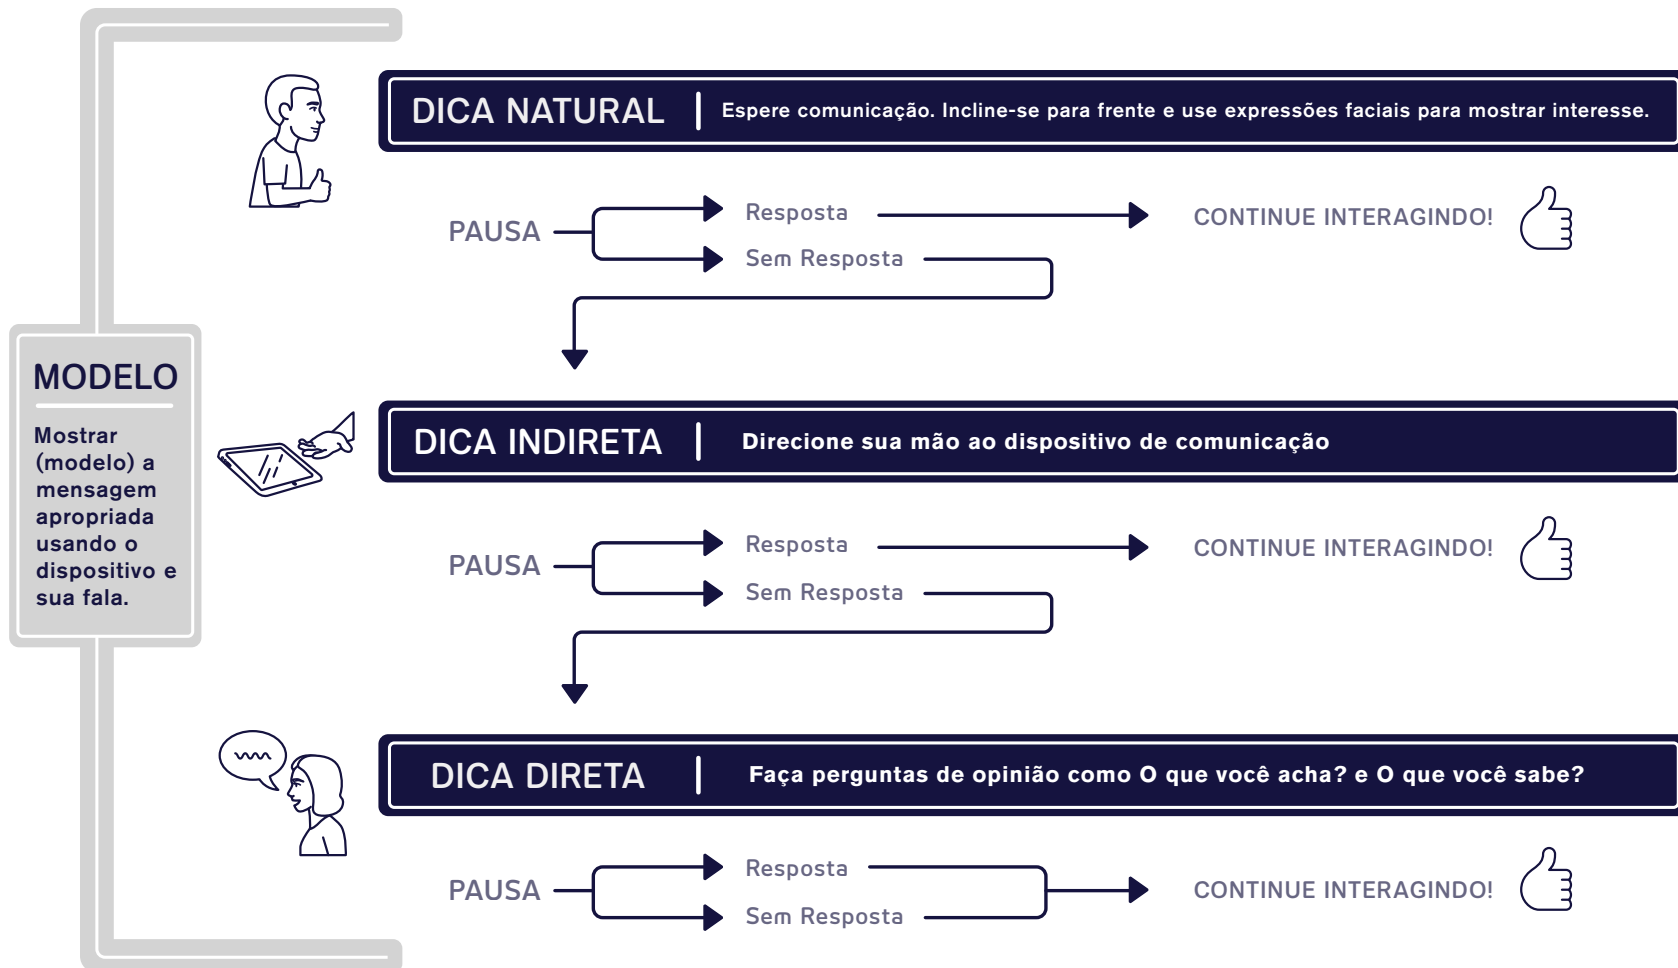 MODELO
Mostrar
(modelo) a
mensagem
apropriada
usando o
dispositivo e
sua fala.
DICA NATURAL
Espere comunicação. Incline-se para frente e use expressões faciais para mostrar interesse.
PAUSA
Resposta
CONTINUE INTERAGINDO!
Sem Resposta
DICA INDIRETA
Direcione sua mão ao dispositivo de comunicação
PAUSA
Resposta
CONTINUE INTERAGINDO!
Sem Resposta
DICA DIRETA
Faça perguntas de opinião como O que você acha? e O que você sabe?
PAUSA
Resposta
CONTINUE INTERAGINDO!
Sem Resposta